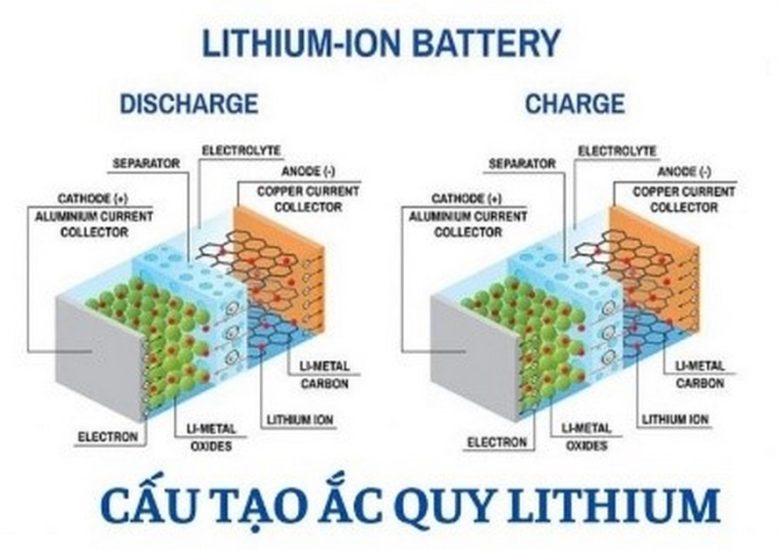 LITHIUM-ION BATTERY
DISCHARGE
ELECTROLYTE
SEPARATOR
ANODE (-)
COPPER CURRENT
COLLECTOR
CATHODE (+)
ALUMINIUM CURRENT
COLLECTOR
LI-METAL
CARBON
LITHIUM ION
LI-METAL
OXIDES
ELECTRON
CHARGE
ELECTROLYTE
SEPARATOR
ANODE (-)
COPPER CURRENT
COLLECTOR
CATHODE (+)
ALUMINIUM CURRENT
COLLECTOR
LI-METAL
CARBON
LITHIUM ION
LI-METAL
OXIDES
ELECTRON
CẤU TẠO ẮC QUY LITHIUM